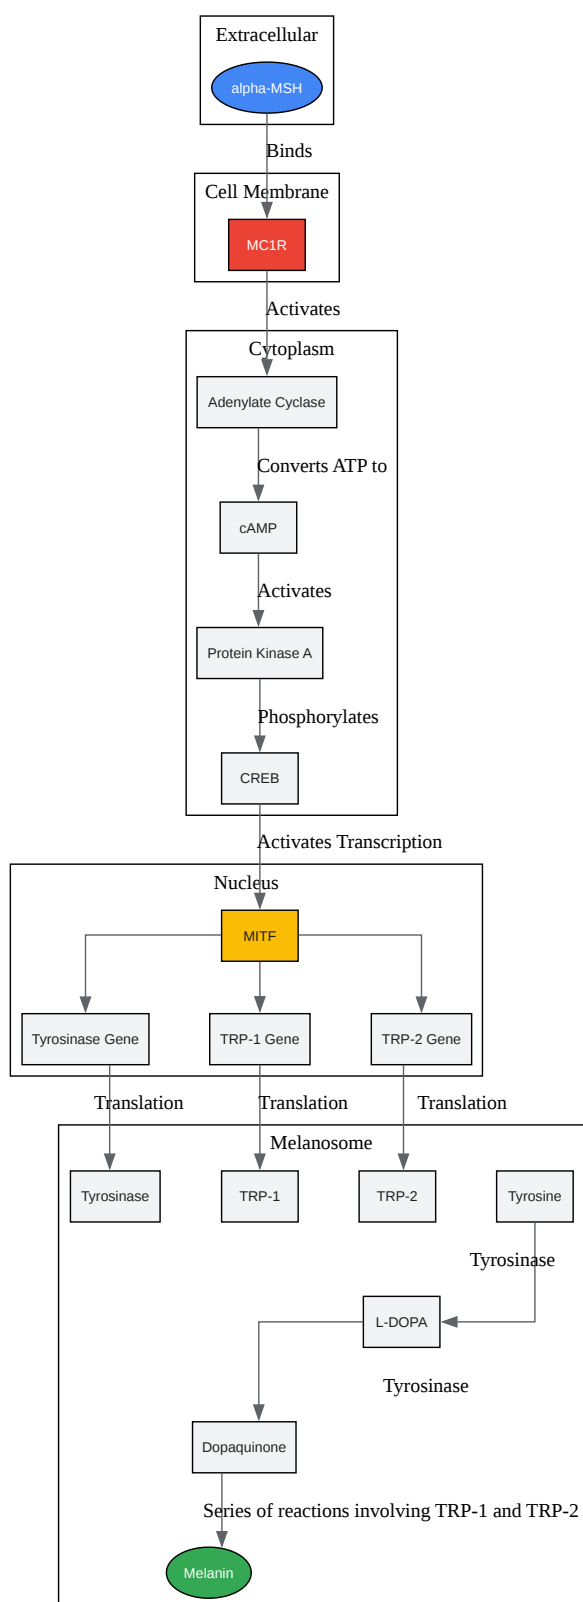 Extracellular
alpha-MSH
Binds
Cell Membrane
MC1R
Activates
Cytoplasm
Adenylate Cyclase
Converts ATP to
cAMP
Activates
Protein Kinase A
Phosphorylates
CREB
Activates Transcription
Nucleus
MITF
Tyrosinase Gene
TRP-1 Gene
TRP-2 Gene
Translation
Translation
Translation
Melanosome
Tyrosinase
TRP-1
TRP-2
Tyrosine
Tyrosinase
L-DOPA
Tyrosinase
Dopaquinone
Series of reactions involving TRP-1 and TRP-2
Melanin